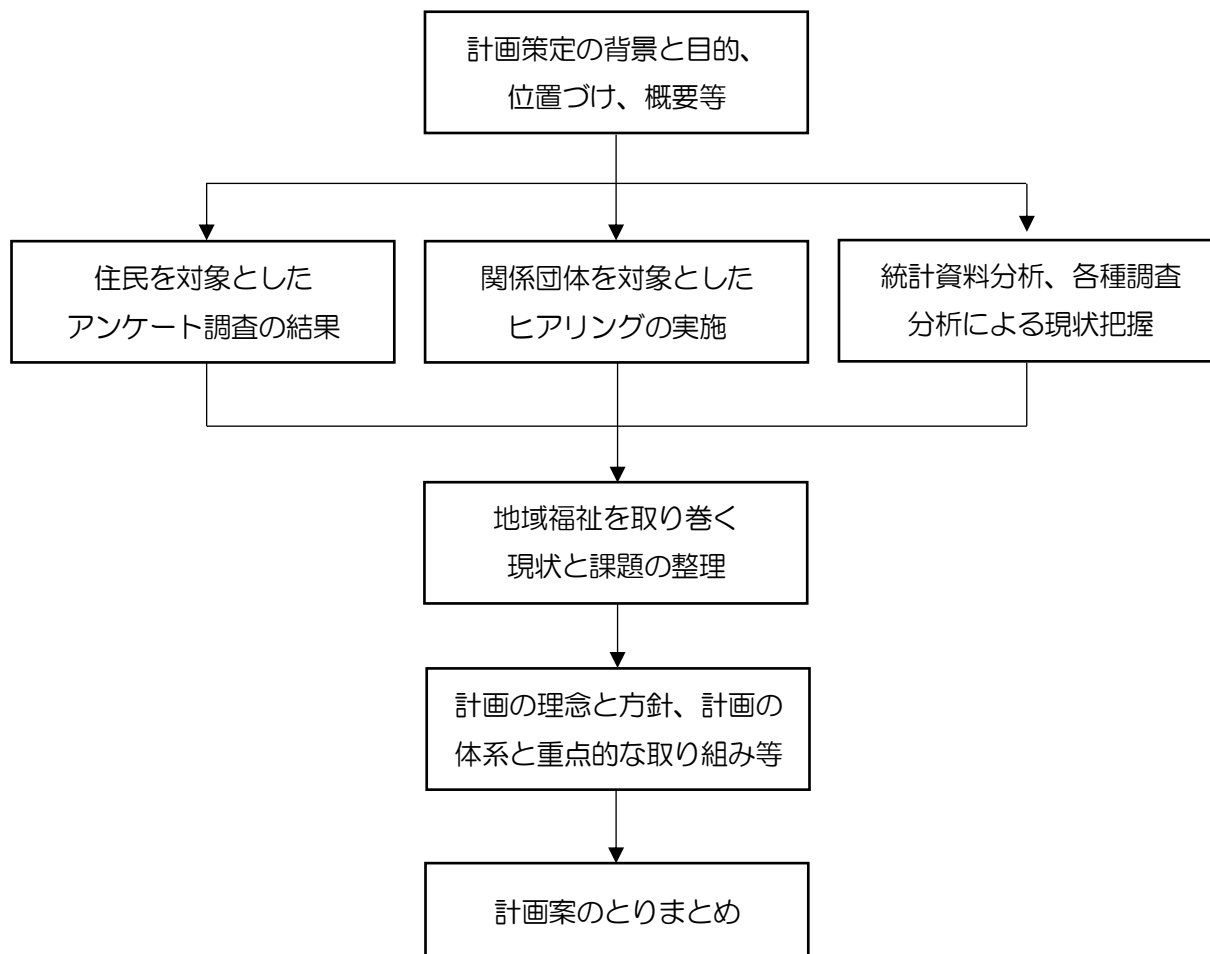 計画策定の背景と目的、
位置づけ、概要等
住民を対象とした
アンケート調査の結果
関係団体を対象とした
ヒアリングの実施
統計資料分析、各種調査
分析による現状把握
地域福祉を取り巻く
現状と課題の整理
計画の理念と方針、計画の
体系と重点的な取り組み等
計画案のとりまとめ